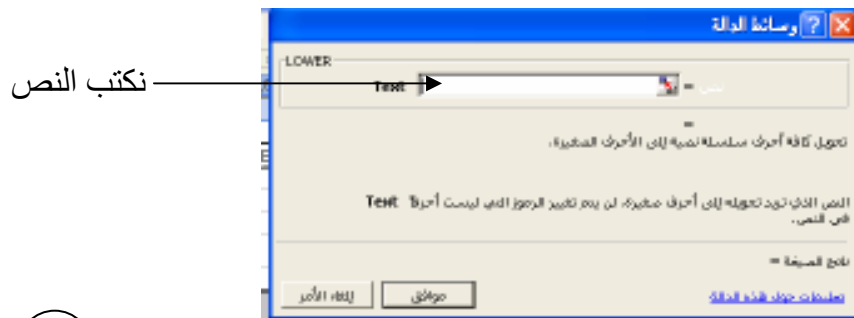 وسائط الدالة
LOWER
نكتب النص
Text
= نص
=
تحويل كافة أحرف سلسلة نصية إلى الأحرف الصغيرة.
Text النص الذي تريد تحويله إلى أحرف صغيرة. لن يتم تغيير الرموز التي ليست أحرفاً
في النص.
ناتج الصيغة =
تعليمات حول هذه الدالة
موافق
إلغاء الأمر